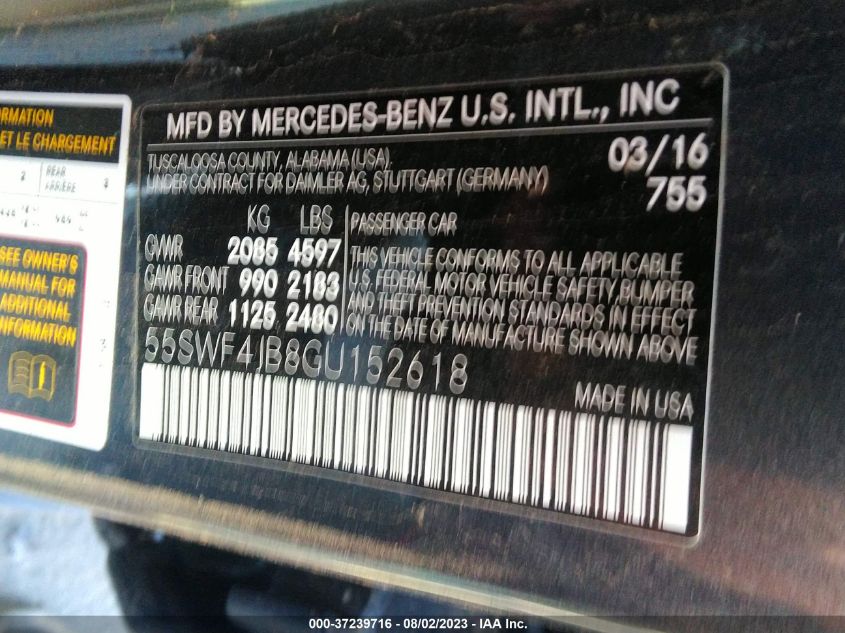 MFD BY MERCEDES-BENZ U.S. INTL., INC
TUSCALOOSA COUNTY, ALABAMA (USA).
UNDER CONTRACT FOR DAIMLER AG, STUTTGART (GERMANY)
03/16
755
KG LBS
GVWR 2085 4597
GAWR FRONT 990 2183
GAWR REAR 1125 2480
PASSENGER CAR
THIS VEHICLE CONFORMS TO ALL APPLICABLE
U.S. FEDERAL MOTOR VEHICLE SAFETY, BUMPER
AND THEFT PREVENTION STANDARDS IN EFFECT
ON THE DATE OF MANUFACTURE SHOWN ABOVE
55SWF4JB8GU152618
MADE IN USA
ORMATION
ET LE CHARGEMENT
2 REAR
ARRIÈRE 3
SEE OWNER'S
MANUAL FOR
ADDITIONAL
INFORMATION
000-37239716 - 08/02/2023 - IAA Inc.